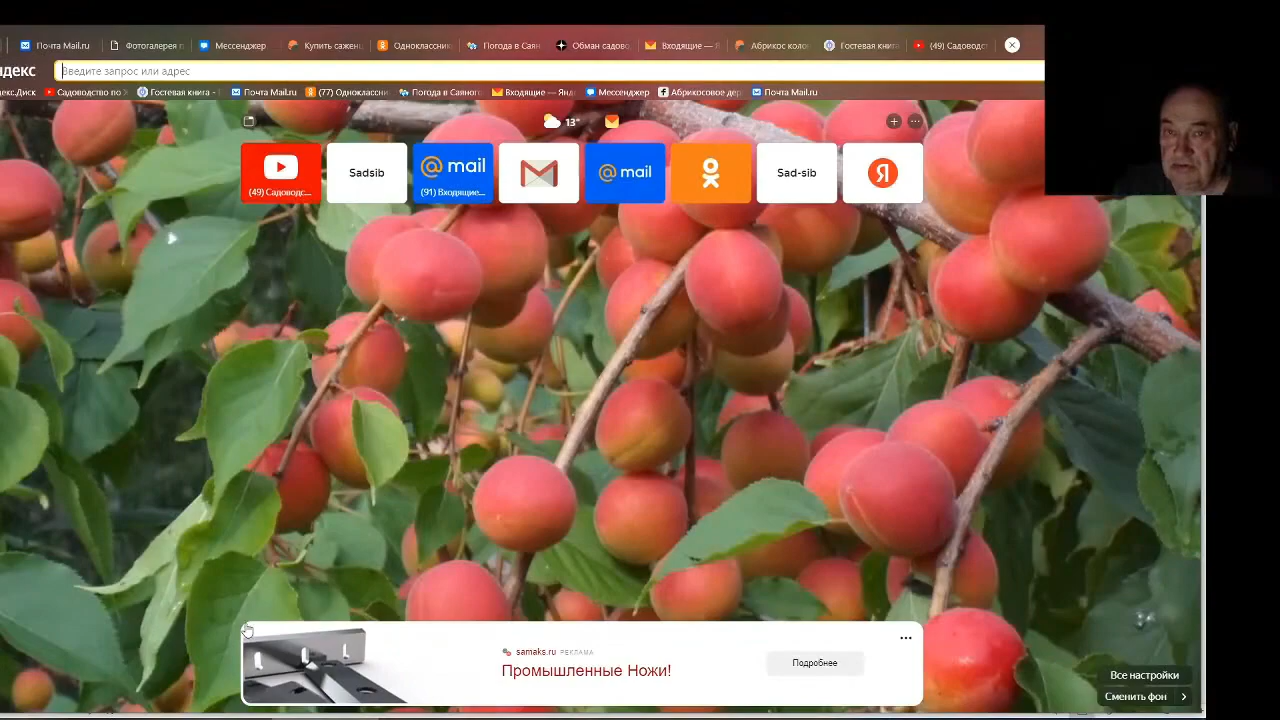 Почта Mail.ru
Фотогалерея п
Мессенджер
Купить сажен
Одноклассник
Погода в Саян
Обман садово
Входящие — Я
Абрикос коло
Гостевая книг
(49) Садоводст
ндекс
Введите запрос или адрес
екс.Диск
Садоводство по
Гостевая книга -
Почта Mail.ru
(77) Одноклассн
Погода в Саяног
Входящие — Янд
Мессенджер
Абрикосовое дер
Почта Mail.ru
13°
(49) Садоводс...
Sadsib
@mail
(91) Входящие...
@mail
Sad-sib
Я
samaks.ru РЕКЛАМА
Промышленные Ножи!
Подробнее
Все настройки
Сменить фон